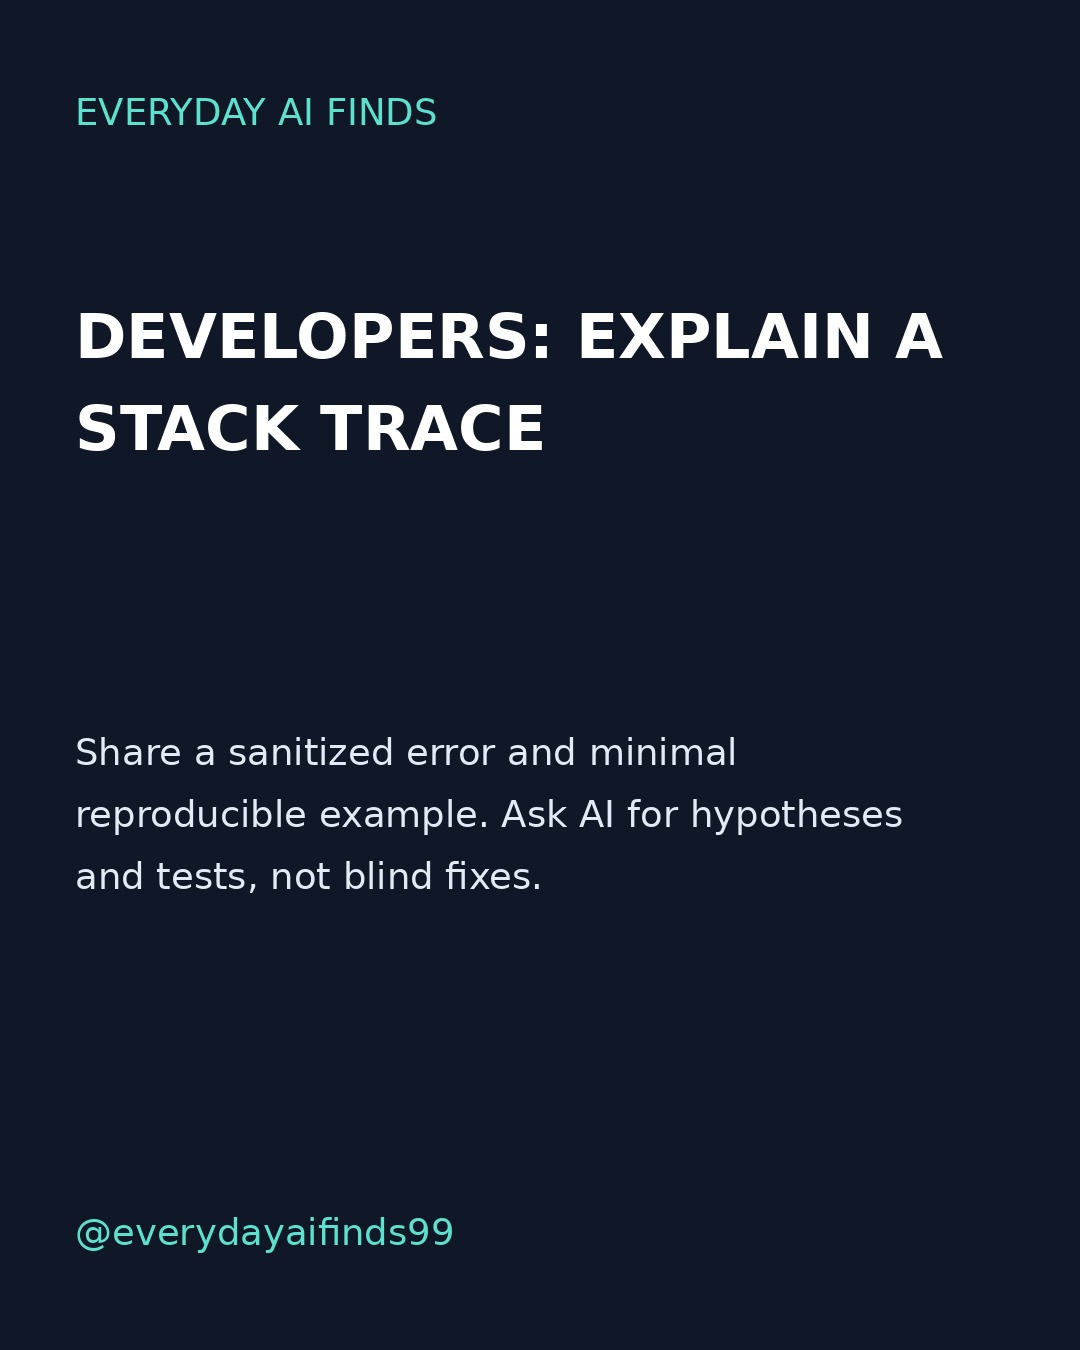 EVERYDAY AI FINDS
DEVELOPERS: EXPLAIN A
STACK TRACE
Share a sanitized error and minimal
reproducible example. Ask AI for hypotheses
and tests, not blind fixes.
@everydayaifinds99